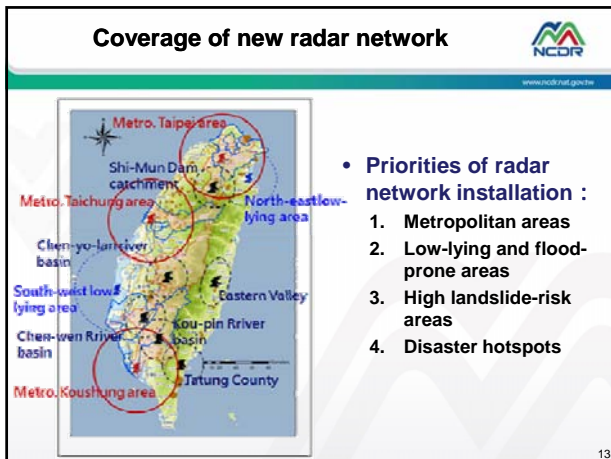 Coverage of new radar network
NCDR
www.ncdr.nat.gov.tw
Metro. Taipei area
Shi-Mun Dam
catchment
Metro. Taichung area
North-eastlow-
lying area
Chen-yo-lanriver
basin
South-west low
lying area
Eastern Valley
Kou-pin Rriver
basin
Chen-wen Rriver
basin
Tatung County
Metro. Koushung area
• Priorities of radar
network installation :
1. Metropolitan areas
2. Low-lying and flood-
prone areas
3. High landslide-risk
areas
4. Disaster hotspots
13